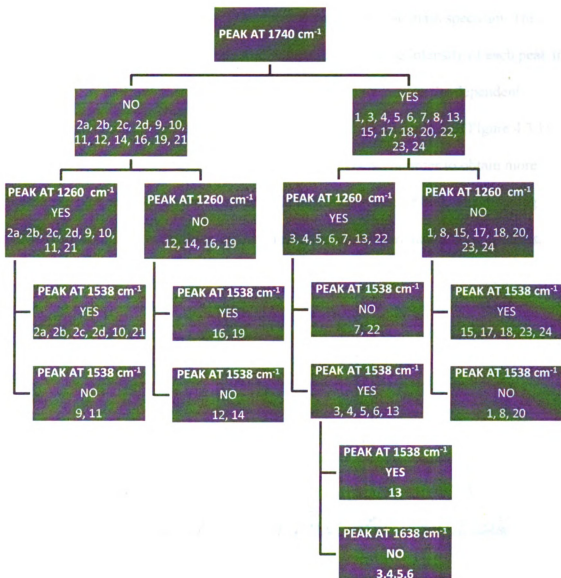 PEAK AT 1740 cm⁻¹
NO
2a, 2b, 2c, 2d, 9, 10,
11, 12, 14, 16, 19, 21
YES
1, 3, 4, 5, 6, 7, 8, 13,
15, 17, 18, 20, 22,
23, 24
PEAK AT 1260 cm⁻¹
YES
2a, 2b, 2c, 2d, 9, 10,
11, 21
PEAK AT 1260 cm⁻¹
NO
12, 14, 16, 19
PEAK AT 1260 cm⁻¹
YES
3, 4, 5, 6, 7, 13, 22
PEAK AT 1260 cm⁻¹
NO
1, 8, 15, 17, 18, 20,
23, 24
PEAK AT 1538 cm⁻¹
YES
2a, 2b, 2c, 2d, 10, 21
PEAK AT 1538 cm⁻¹
YES
16, 19
PEAK AT 1538 cm⁻¹
NO
7, 22
PEAK AT 1538 cm⁻¹
YES
15, 17, 18, 23, 24
PEAK AT 1538 cm⁻¹
NO
9, 11
PEAK AT 1538 cm⁻¹
NO
12, 14
PEAK AT 1538 cm⁻¹
YES
3, 4, 5, 6, 13
PEAK AT 1538 cm⁻¹
NO
1, 8, 20
PEAK AT 1538 cm⁻¹
YES
13
PEAK AT 1638 cm⁻¹
NO
3,4,5,6